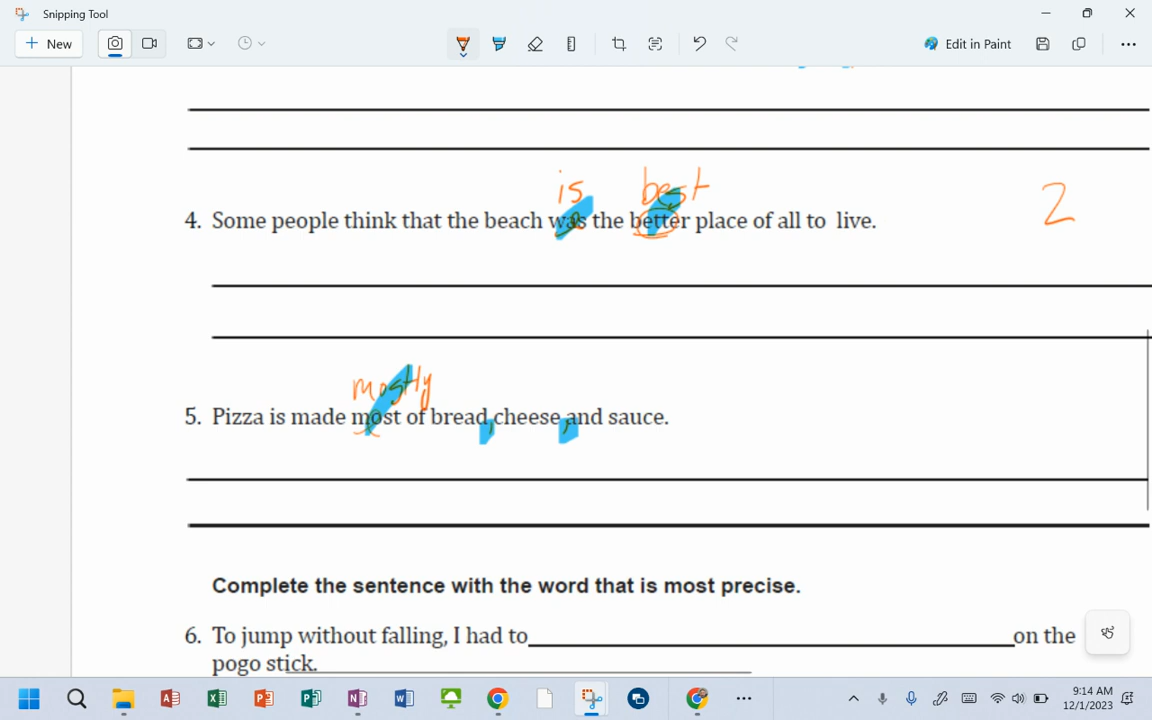 Snipping Tool
New
Edit in Paint
is best
2
4. Some people think that the beach was the better place of all to live.
mostly
5. Pizza is made most of bread, cheese, and sauce.
Complete the sentence with the word that is most precise.
6. To jump without falling, I had to on the
pogo stick.
9:14 AM
12/1/2023